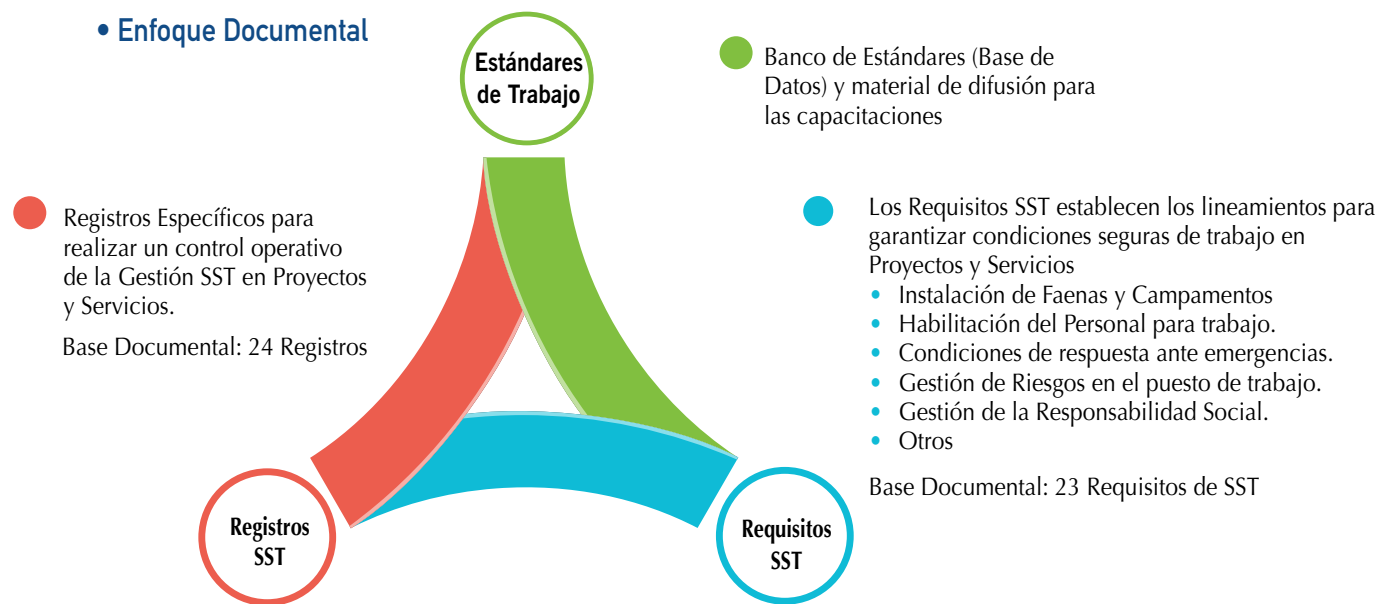 • Enfoque Documental
Estándares
de Trabajo
Banco de Estándares (Base de
Datos) y material de difusión para
las capacitaciones
Registros Específicos para
realizar un control operativo
de la Gestión SST en Proyectos
y Servicios.
Base Documental: 24 Registros
Los Requisitos SST establecen los lineamientos para
garantizar condiciones seguras de trabajo en
Proyectos y Servicios
• Instalación de Faenas y Campamentos
• Habilitación del Personal para trabajo.
• Condiciones de respuesta ante emergencias.
• Gestión de Riesgos en el puesto de trabajo.
• Gestión de la Responsabilidad Social.
• Otros
Base Documental: 23 Requisitos de SST
Registros
SST
Requisitos
SST